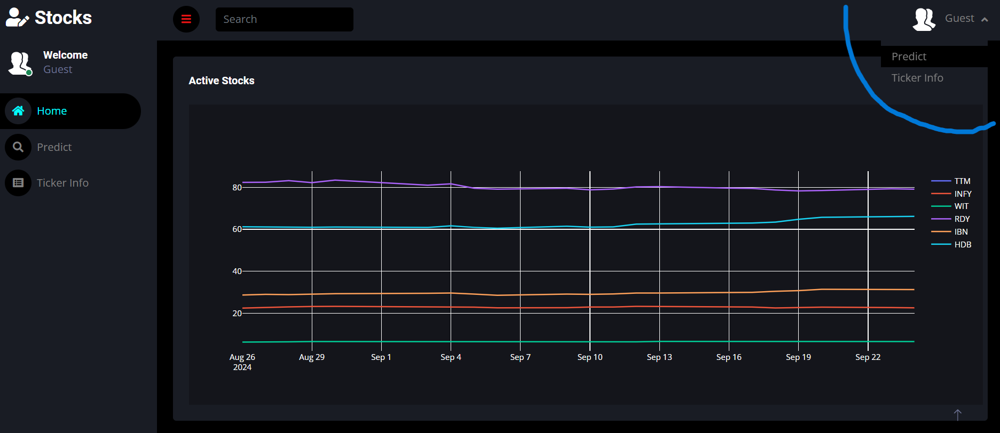 Stocks
Search
Guest
Welcome
Guest
Predict
Ticker Info
Home
Predict
Ticker Info
Active Stocks
80
60
40
20
Aug 26
2024
Aug 29
Sep 1
Sep 4
Sep 7
Sep 10
Sep 13
Sep 16
Sep 19
Sep 22
TTM
INFY
WIT
RDY
IBN
HDB